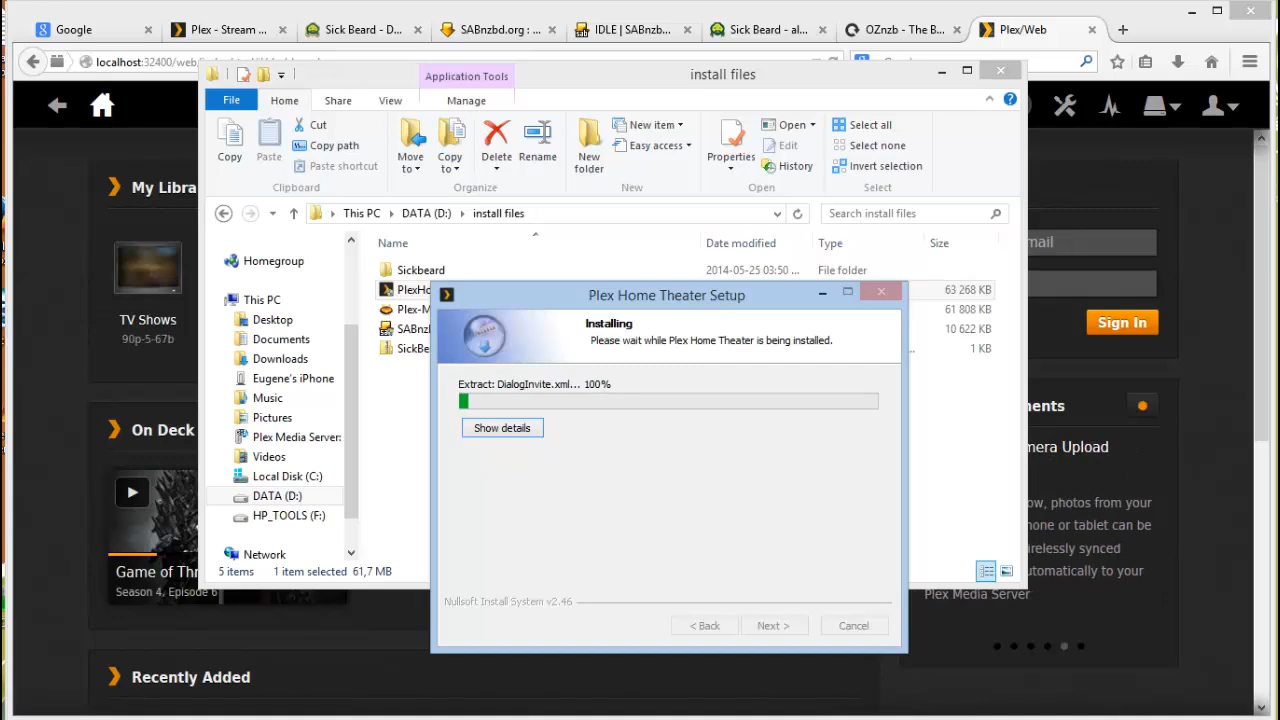 Google
Plex - Stream ...
Sick Beard - D...
SABnzbd.org : ...
IDLE | SABnzb...
Sick Beard - al...
OZnzb - The B...
Plex/Web
localhost:32400/web
install files
Application Tools
File
Home
Share
View
Manage
Copy
Paste
Cut
Copy path
Paste shortcut
Clipboard
Move to
Copy to
Delete
Rename
Organize
New folder
New item
Easy access
New
Properties
Open
Edit
History
Open
Select all
Select none
Invert selection
Select
This PC
DATA (D:)
install files
Search install files
Name
Date modified
Type
Size
Homegroup
This PC
Desktop
Documents
Downloads
Eugene's iPhone
Music
Pictures
Plex Media Server:
Videos
Local Disk (C:)
DATA (D:)
HP_TOOLS (F:)
Network
Sickbeard
2014-05-25 03:50 ...
File folder
PlexHo
63 268 KB
Plex-M
61 808 KB
SABnzb
10 622 KB
SickBe
1 KB
5 items
1 item selected
61,7 MB
Plex Home Theater Setup
Installing
Please wait while Plex Home Theater is being installed.
Extract: DialogInvite.xml... 100%
Show details
Nullsoft Install System v2.46
< Back
Next >
Cancel
My Libra
TV Shows
90p-5-67b
On Deck
Game of Thr
Season 4, Episode 6
Recently Added
mail
Sign In
ments
mera Upload
ow, photos from your
hone or tablet can be
irelessly synced
utomatically to your
Plex Media Server